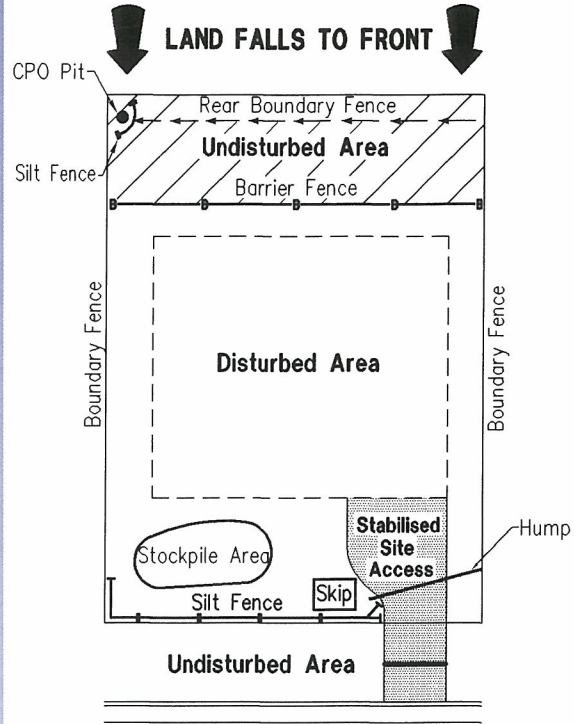 LAND FALLS TO FRONT
CPO Pit
Rear Boundary Fence
Undisturbed Area
Silt Fence
Barrier Fence
B B B B B
Boundary Fence
Disturbed Area
Boundary Fence
Stabilised
Site
Access
Hump
Stockpile Area
Skip
Silt Fence
Undisturbed Area